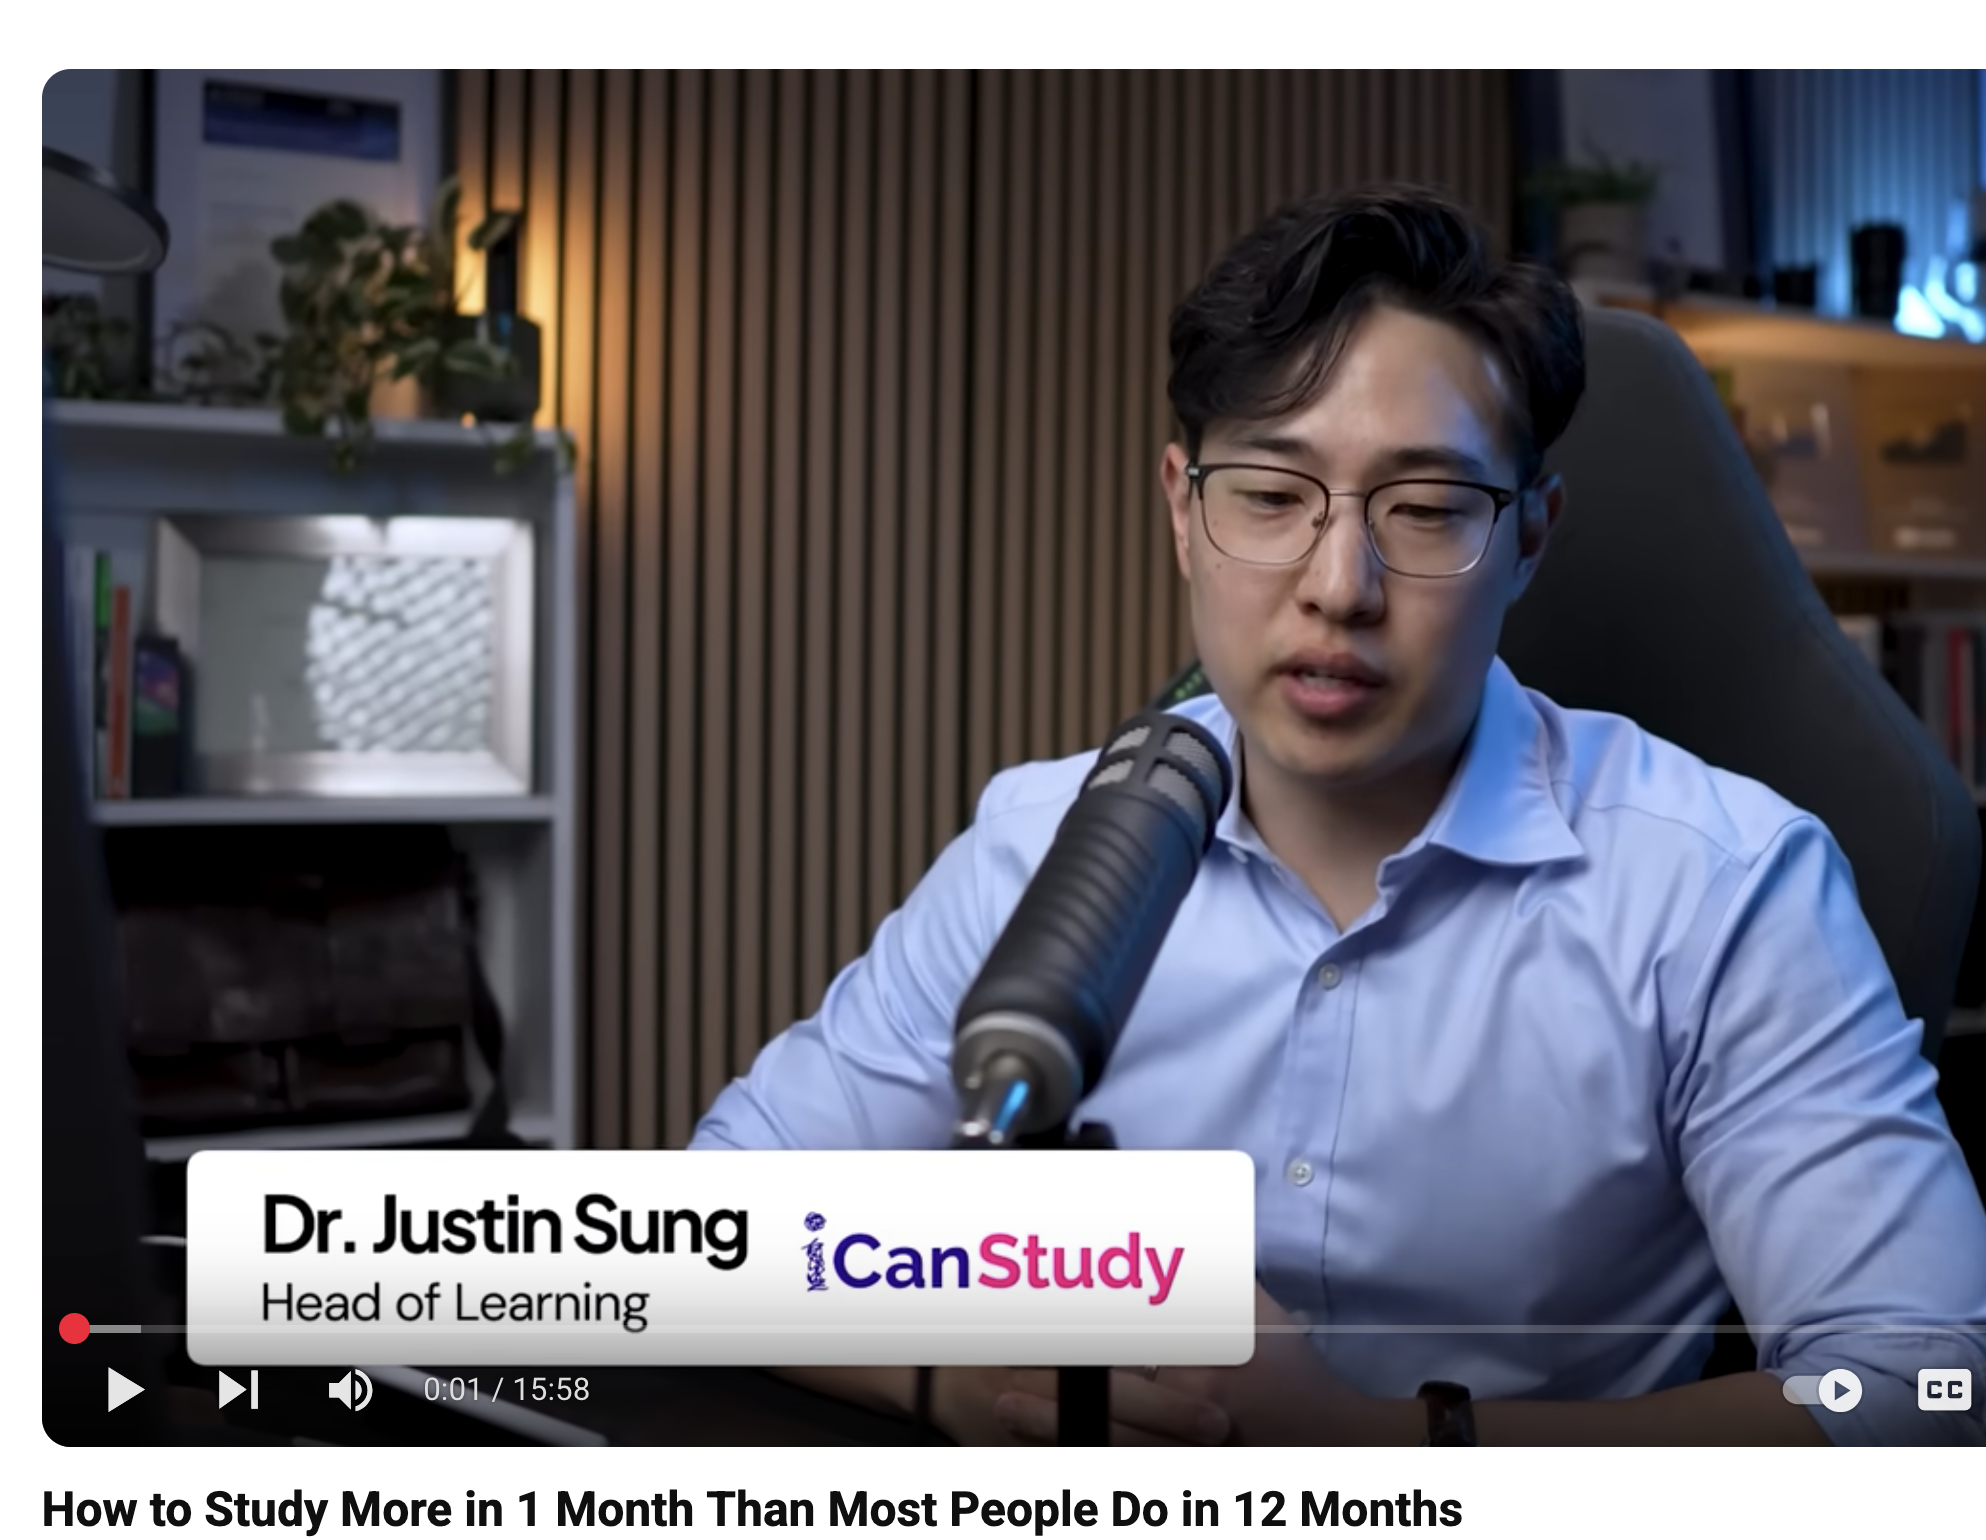 Dr. Justin Sung
Head of Learning
iCanStudy
0:01 / 15:58
CC
How to Study More in 1 Month Than Most People Do in 12 Months